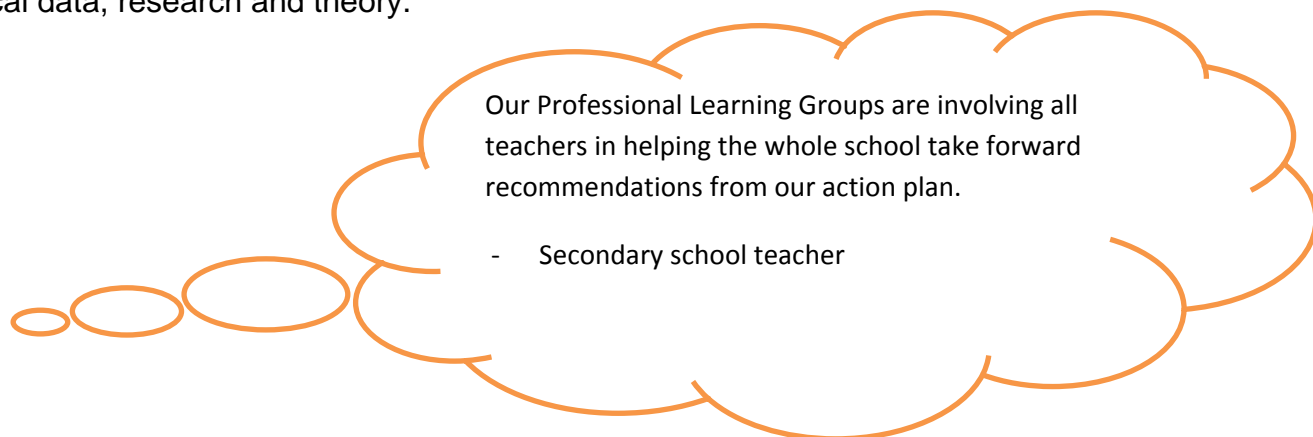 cal data, research and theory.
Our Professional Learning Groups are involving all
teachers in helping the whole school take forward
recommendations from our action plan.
- Secondary school teacher